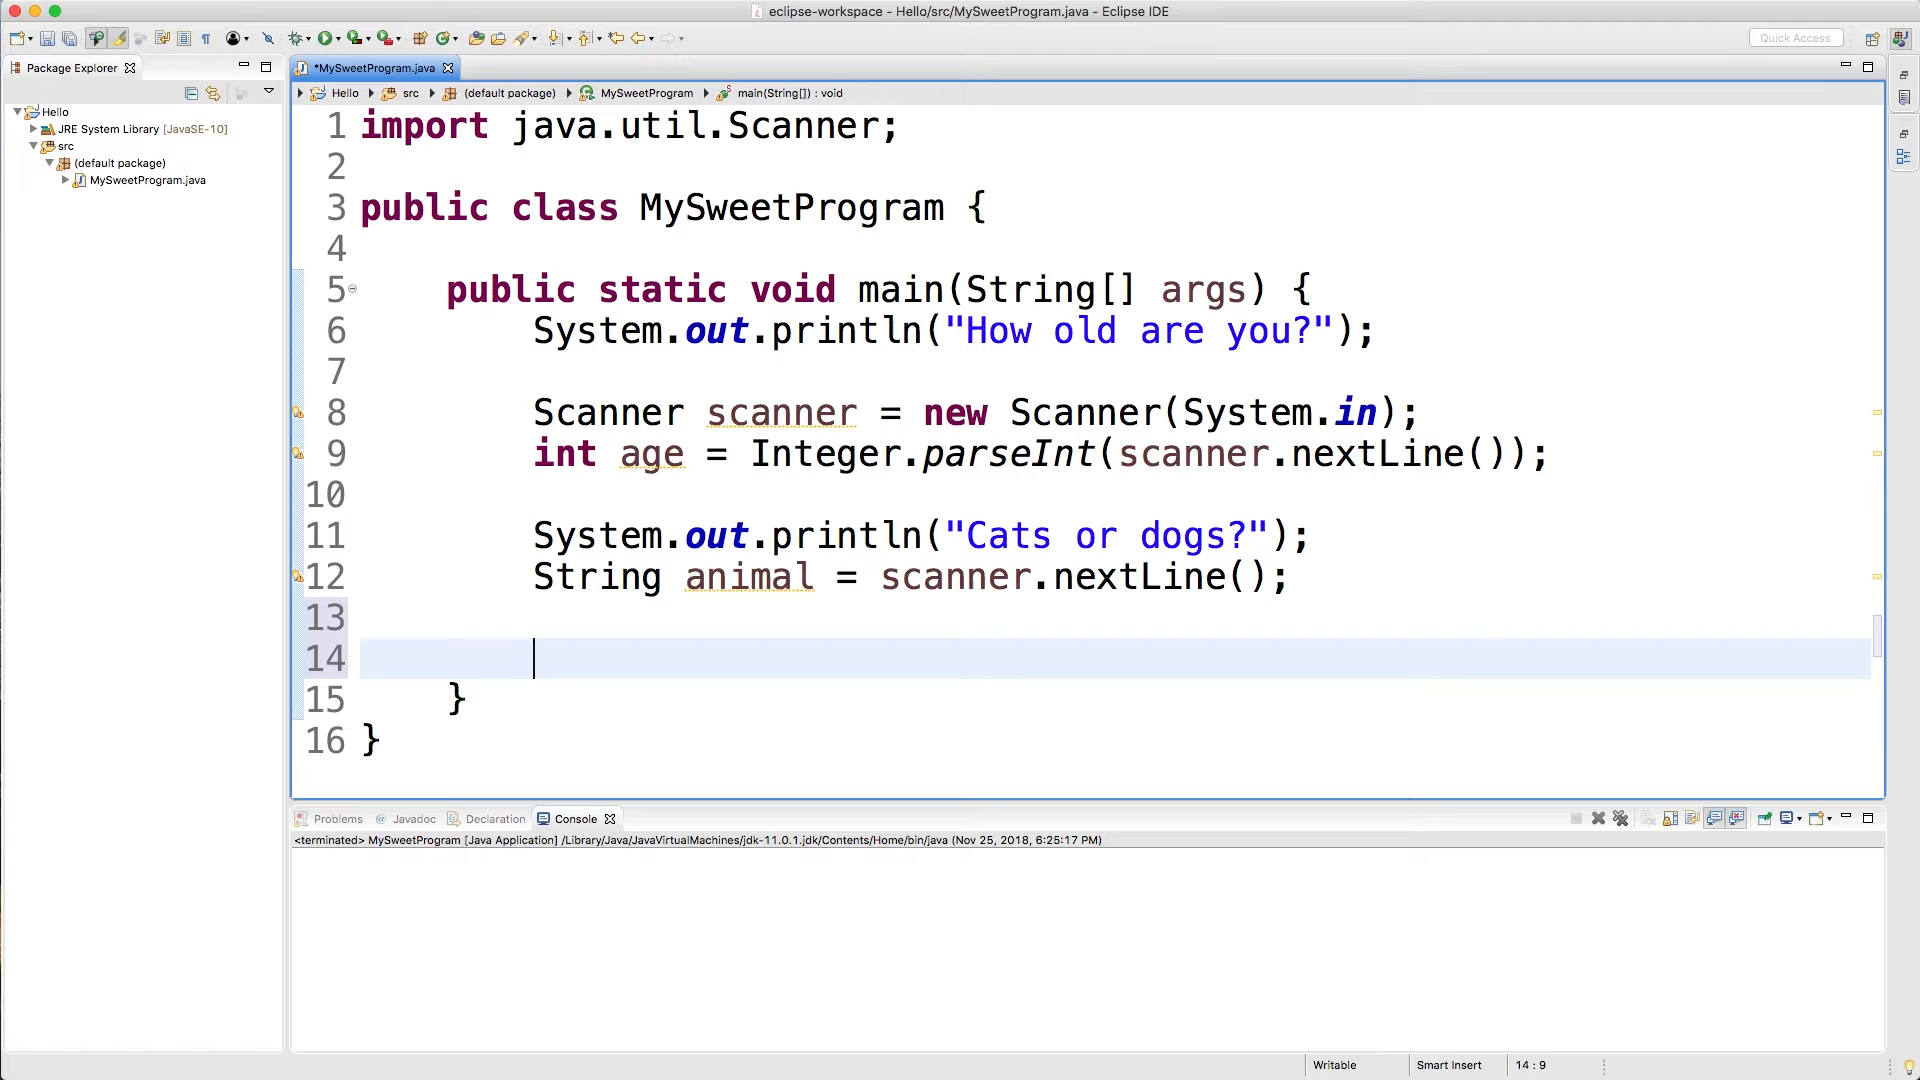 eclipse-workspace - Hello/src/MySweetProgram.java - Eclipse IDE
Quick Access
Package Explorer
*MySweetProgram.java
Hello src (default package) MySweetProgram main(String[]) : void
Hello
JRE System Library [JavaSE-10]
src
(default package)
MySweetProgram.java
1 import java.util.Scanner;
2
3 public class MySweetProgram {
4
5 public static void main(String[] args) {
6 System.out.println("How old are you?");
7
8 Scanner scanner = new Scanner(System.in);
9 int age = Integer.parseInt(scanner.nextLine());
10
11 System.out.println("Cats or dogs?");
12 String animal = scanner.nextLine();
13
14
15 }
16 }
Problems @ Javadoc Declaration Console
<terminated> MySweetProgram [Java Application] /Library/Java/JavaVirtualMachines/jdk-11.0.1.jdk/Contents/Home/bin/java (Nov 25, 2018, 6:25:17 PM)
Writable Smart Insert 14 : 9